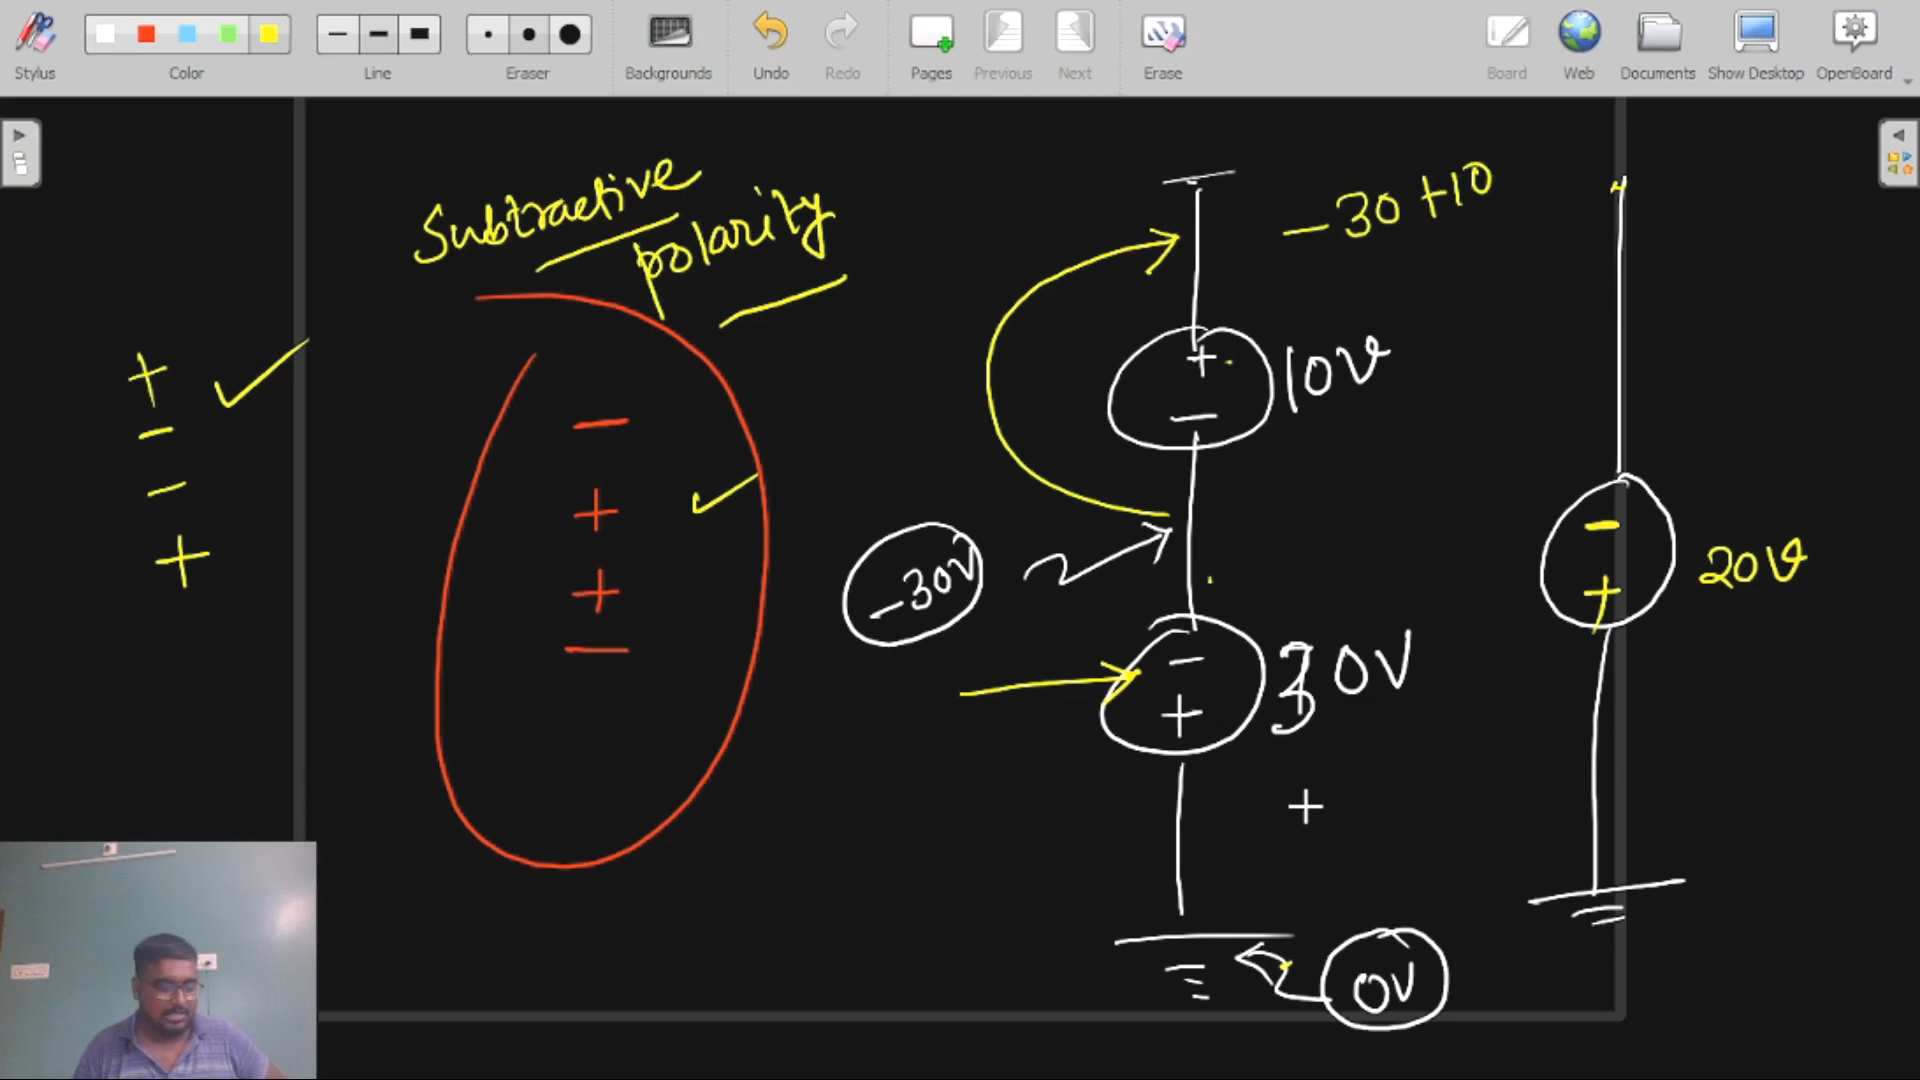 Stylus
Color
Line
Eraser
Backgrounds
Undo
Redo
Pages
Previous
Next
Erase
Board
Web
Documents
Show Desktop
OpenBoard
Subtractive
polarity
+
-
-
+
-
+
+
-
-30+10
+
-
10V
-30V
-
+
30V
+
0V
-
+
20V